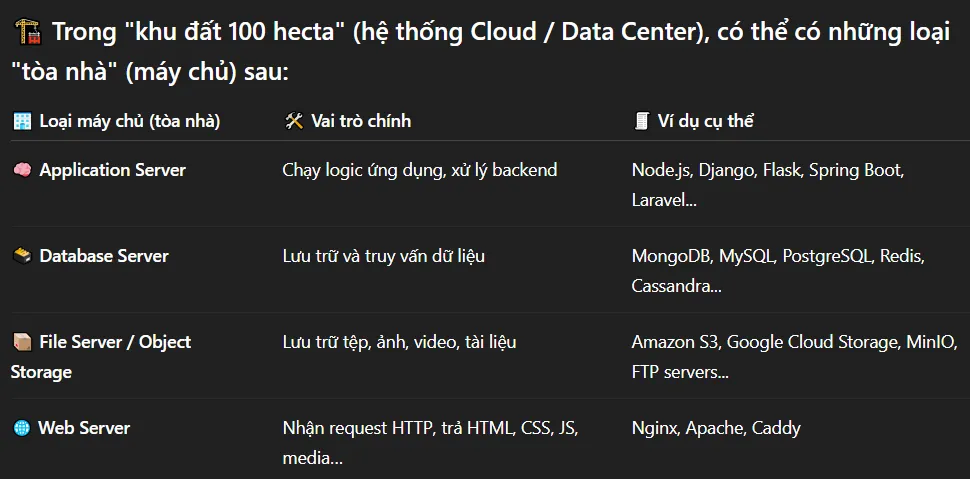 🏗️ Trong "khu đất 100 hecta" (hệ thống Cloud / Data Center), có thể có những loại
"tòa nhà" (máy chủ) sau:
🏢 Loại máy chủ (tòa nhà) 🛠️ Vai trò chính 🧾 Ví dụ cụ thể
🧠 Application Server Chạy logic ứng dụng, xử lý backend Node.js, Django, Flask, Spring Boot,
Laravel...
🗃️ Database Server Lưu trữ và truy vấn dữ liệu MongoDB, MySQL, PostgreSQL, Redis,
Cassandra...
📦 File Server / Object Lưu trữ tệp, ảnh, video, tài liệu Amazon S3, Google Cloud Storage, MinIO,
Storage FTP servers...
🌐 Web Server Nhận request HTTP, trả HTML, CSS, JS, Nginx, Apache, Caddy
media...